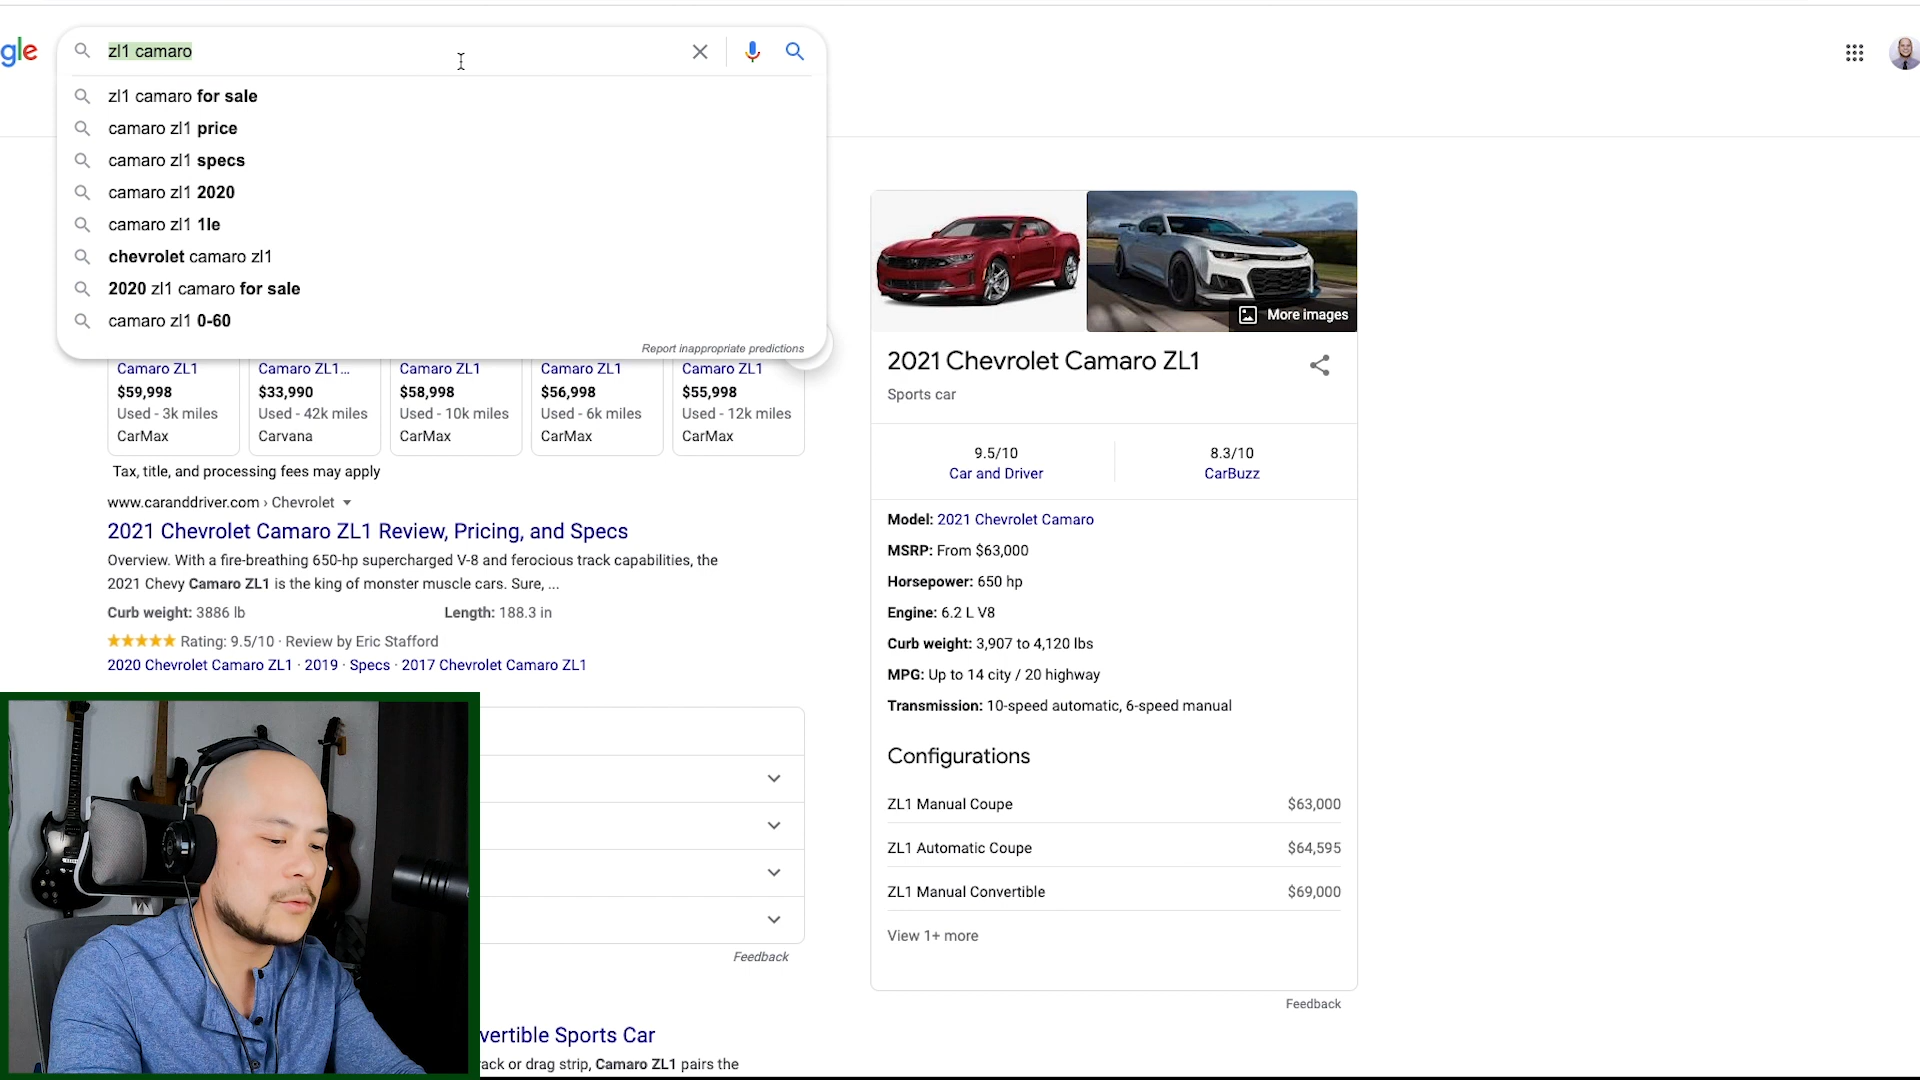 gle
zl1 camaro
zl1 camaro for sale
camaro zl1 price
camaro zl1 specs
camaro zl1 2020
camaro zl1 1le
chevrolet camaro zl1
2020 zl1 camaro for sale
camaro zl1 0-60
Report inappropriate predictions
Camaro ZL1
$59,998
Used - 3k miles
CarMax
Camaro ZL1...
$33,990
Used - 42k miles
Carvana
Camaro ZL1
$58,998
Used - 10k miles
CarMax
Camaro ZL1
$56,998
Used - 6k miles
CarMax
Camaro ZL1
$55,998
Used - 12k miles
CarMax
Tax, title, and processing fees may apply
www.caranddriver.com › Chevrolet
2021 Chevrolet Camaro ZL1 Review, Pricing, and Specs
Overview. With a fire-breathing 650-hp supercharged V-8 and ferocious track capabilities, the
2021 Chevy Camaro ZL1 is the king of monster muscle cars. Sure, ...
Curb weight: 3886 lb Length: 188.3 in
Rating: 9.5/10 · Review by Eric Stafford
2020 Chevrolet Camaro ZL1 · 2019 · Specs · 2017 Chevrolet Camaro ZL1
Feedback
vertible Sports Car
rack or drag strip, Camaro ZL1 pairs the
More images
2021 Chevrolet Camaro ZL1
Sports car
9.5/10
Car and Driver
8.3/10
CarBuzz
Model: 2021 Chevrolet Camaro
MSRP: From $63,000
Horsepower: 650 hp
Engine: 6.2 L V8
Curb weight: 3,907 to 4,120 lbs
MPG: Up to 14 city / 20 highway
Transmission: 10-speed automatic, 6-speed manual
Configurations
ZL1 Manual Coupe $63,000
ZL1 Automatic Coupe $64,595
ZL1 Manual Convertible $69,000
View 1+ more
Feedback